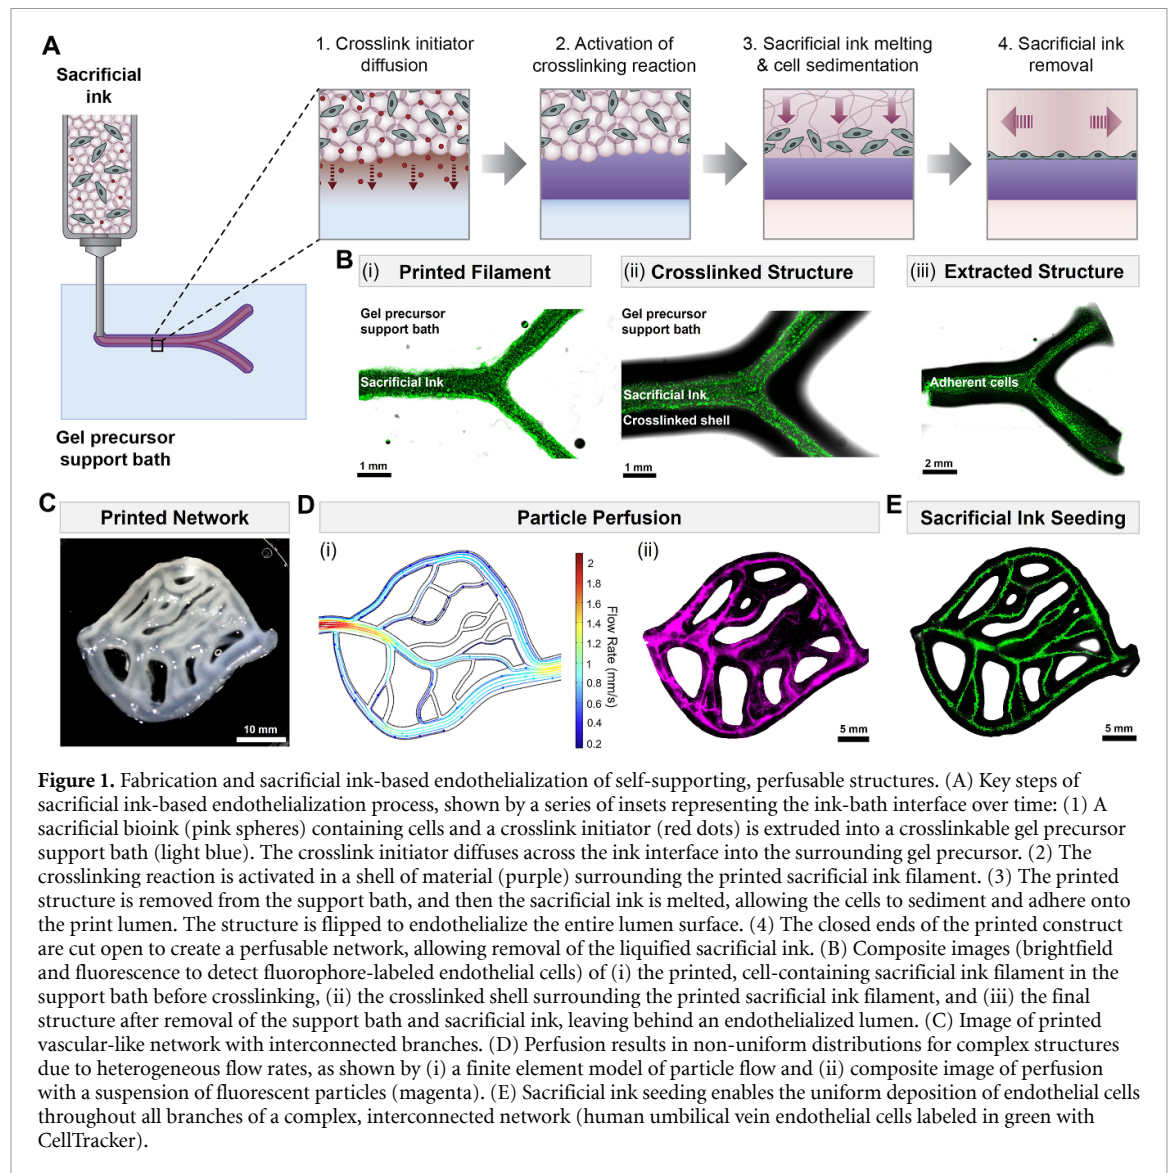 A
Sacrificial
ink
Gel precursor
support bath
1. Crosslink initiator
diffusion
2. Activation of
crosslinking reaction
3. Sacrificial ink melting
& cell sedimentation
4. Sacrificial ink
removal
B
(i) Printed Filament
Gel precursor
support bath
Sacrificial Ink
1 mm
(ii) Crosslinked Structure
Gel precursor
support bath
Sacrificial Ink
Crosslinked shell
1 mm
(iii) Extracted Structure
Adherent cells
2 mm
C
Printed Network
10 mm
D
Particle Perfusion
(i)
2
1.8
1.6
1.4
1.2
1
0.8
0.6
0.4
0.2
Flow Rate (mm/s)
(ii)
5 mm
E
Sacrificial Ink Seeding
5 mm
Figure 1. Fabrication and sacrificial ink-based endothelialization of self-supporting, perfusable structures. (A) Key steps of
sacrificial ink-based endothelialization process, shown by a series of insets representing the ink-bath interface over time: (1) A
sacrificial bioink (pink spheres) containing cells and a crosslink initiator (red dots) is extruded into a crosslinkable gel precursor
support bath (light blue). The crosslink initiator diffuses across the ink interface into the surrounding gel precursor. (2) The
crosslinking reaction is activated in a shell of material (purple) surrounding the printed sacrificial ink filament. (3) The printed
structure is removed from the support bath, and then the sacrificial ink is melted, allowing the cells to sediment and adhere onto
the print lumen. The structure is flipped to endothelialize the entire lumen surface. (4) The closed ends of the printed construct
are cut open to create a perfusable network, allowing removal of the liquified sacrificial ink. (B) Composite images (brightfield
and fluorescence to detect fluorophore-labeled endothelial cells) of (i) the printed, cell-containing sacrificial ink filament in the
support bath before crosslinking, (ii) the crosslinked shell surrounding the printed sacrificial ink filament, and (iii) the final
structure after removal of the support bath and sacrificial ink, leaving behind an endothelialized lumen. (C) Image of printed
vascular-like network with interconnected branches. (D) Perfusion results in non-uniform distributions for complex structures
due to heterogeneous flow rates, as shown by (i) a finite element model of particle flow and (ii) composite image of perfusion
with a suspension of fluorescent particles (magenta). (E) Sacrificial ink seeding enables the uniform deposition of endothelial cells
throughout all branches of a complex, interconnected network (human umbilical vein endothelial cells labeled in green with
CellTracker).